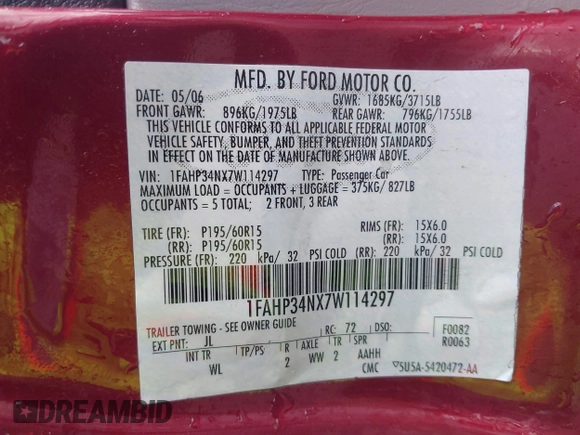 MFD. BY FORD MOTOR CO.
DATE: 05/06 GVWR: 1685KG/3715LB
FRONT GAWR: 896KG/1975LB REAR GAWR: 796KG/1755LB
THIS VEHICLE CONFORMS TO ALL APPLICABLE FEDERAL MOTOR
VEHICLE SAFETY, BUMPER, AND THEFT PREVENTION STANDARDS
IN EFFECT ON THE DATE OF MANUFACTURE SHOWN ABOVE.
VIN: 1FAHP34NX7W114297 TYPE: Passenger Car
MAXIMUM LOAD = OCCUPANTS + LUGGAGE = 375KG/ 827LB
OCCUPANTS = 5 TOTAL; 2 FRONT, 3 REAR
TIRE (FR): P195/60R15 RIMS (FR): 15X6.0
(RR): P195/60R15 (RR): 15X6.0
PRESSURE (FR): 220 kPa/ 32 PSI COLD (RR): 220 kPa/ 32 PSI COLD
1FAHP34NX7W114297
TRAILER TOWING - SEE OWNER GUIDE
EXT PNT: JL RC: 72 DSO: F0082
R0063
INT TR TP/PS R AXLE TR SPR
WL 2 WW 2 AAHH
CMC 5U5A-5420472-AA
DREAMBID